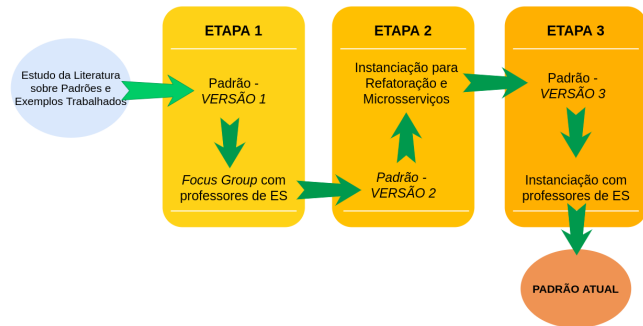 ETAPA 1
ETAPA 2
ETAPA 3
Estudo da Literatura
sobre Padrões e
Exemplos Trabalhados
Padrão -
VERSÃO 1
Focus Group com
professores de ES
Instanciação para
Refatoração e
Microsserviços
Padrão -
VERSÃO 2
Padrão -
VERSÃO 3
Instanciação com
professores de ES
PADRÃO ATUAL